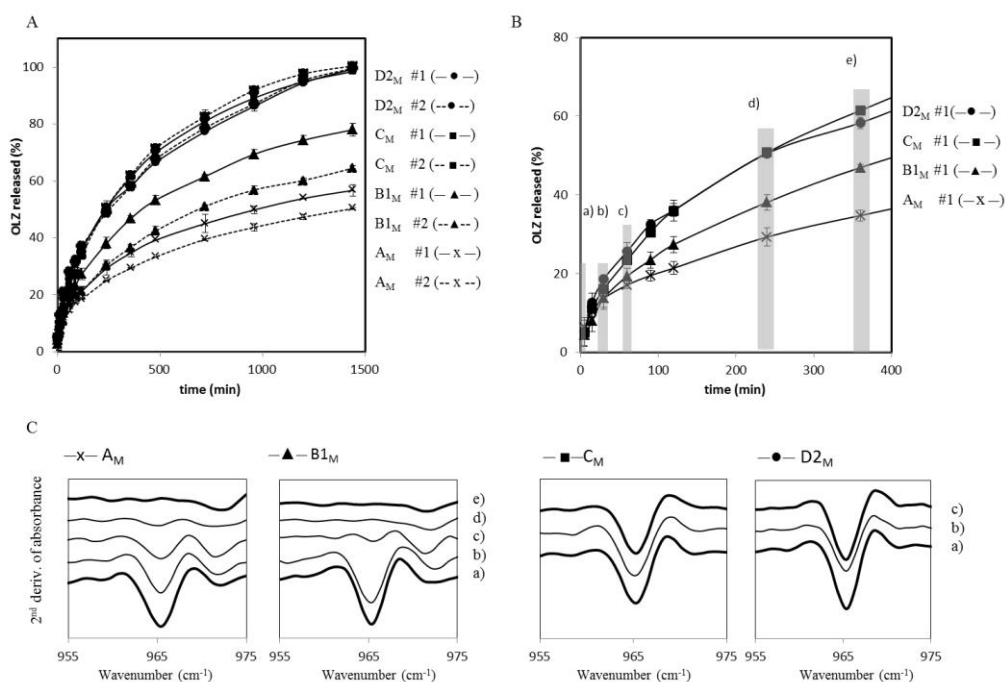 A
OLZ released (%)
100
80
60
40
20
0
0
500
1000
1500
time (min)
D2M #1 (—●—)
D2M #2 (--●--)
CM #1 (—■—)
CM #2 (--■--)
B1M #1 (—▲—)
B1M #2 (--▲--)
AM #1 (—x—)
AM #2 (--x--)
B
OLZ released (%)
80
60
40
20
0
0
100
200
300
400
time (min)
a)
b)
c)
d)
e)
D2M #1(—●—)
CM #1 (—■—)
B1M #1 (—▲—)
AM #1 (—x—)
C
2nd deriv. of absorbance
—x— AM
—▲— B1M
e)
d)
c)
b)
a)
955
965
975
955
965
975
Wavenumber (cm-1)
Wavenumber (cm-1)
—■— CM
—●— D2M
c)
b)
a)
955
965
975
955
965
975
Wavenumber (cm-1)
Wavenumber (cm-1)